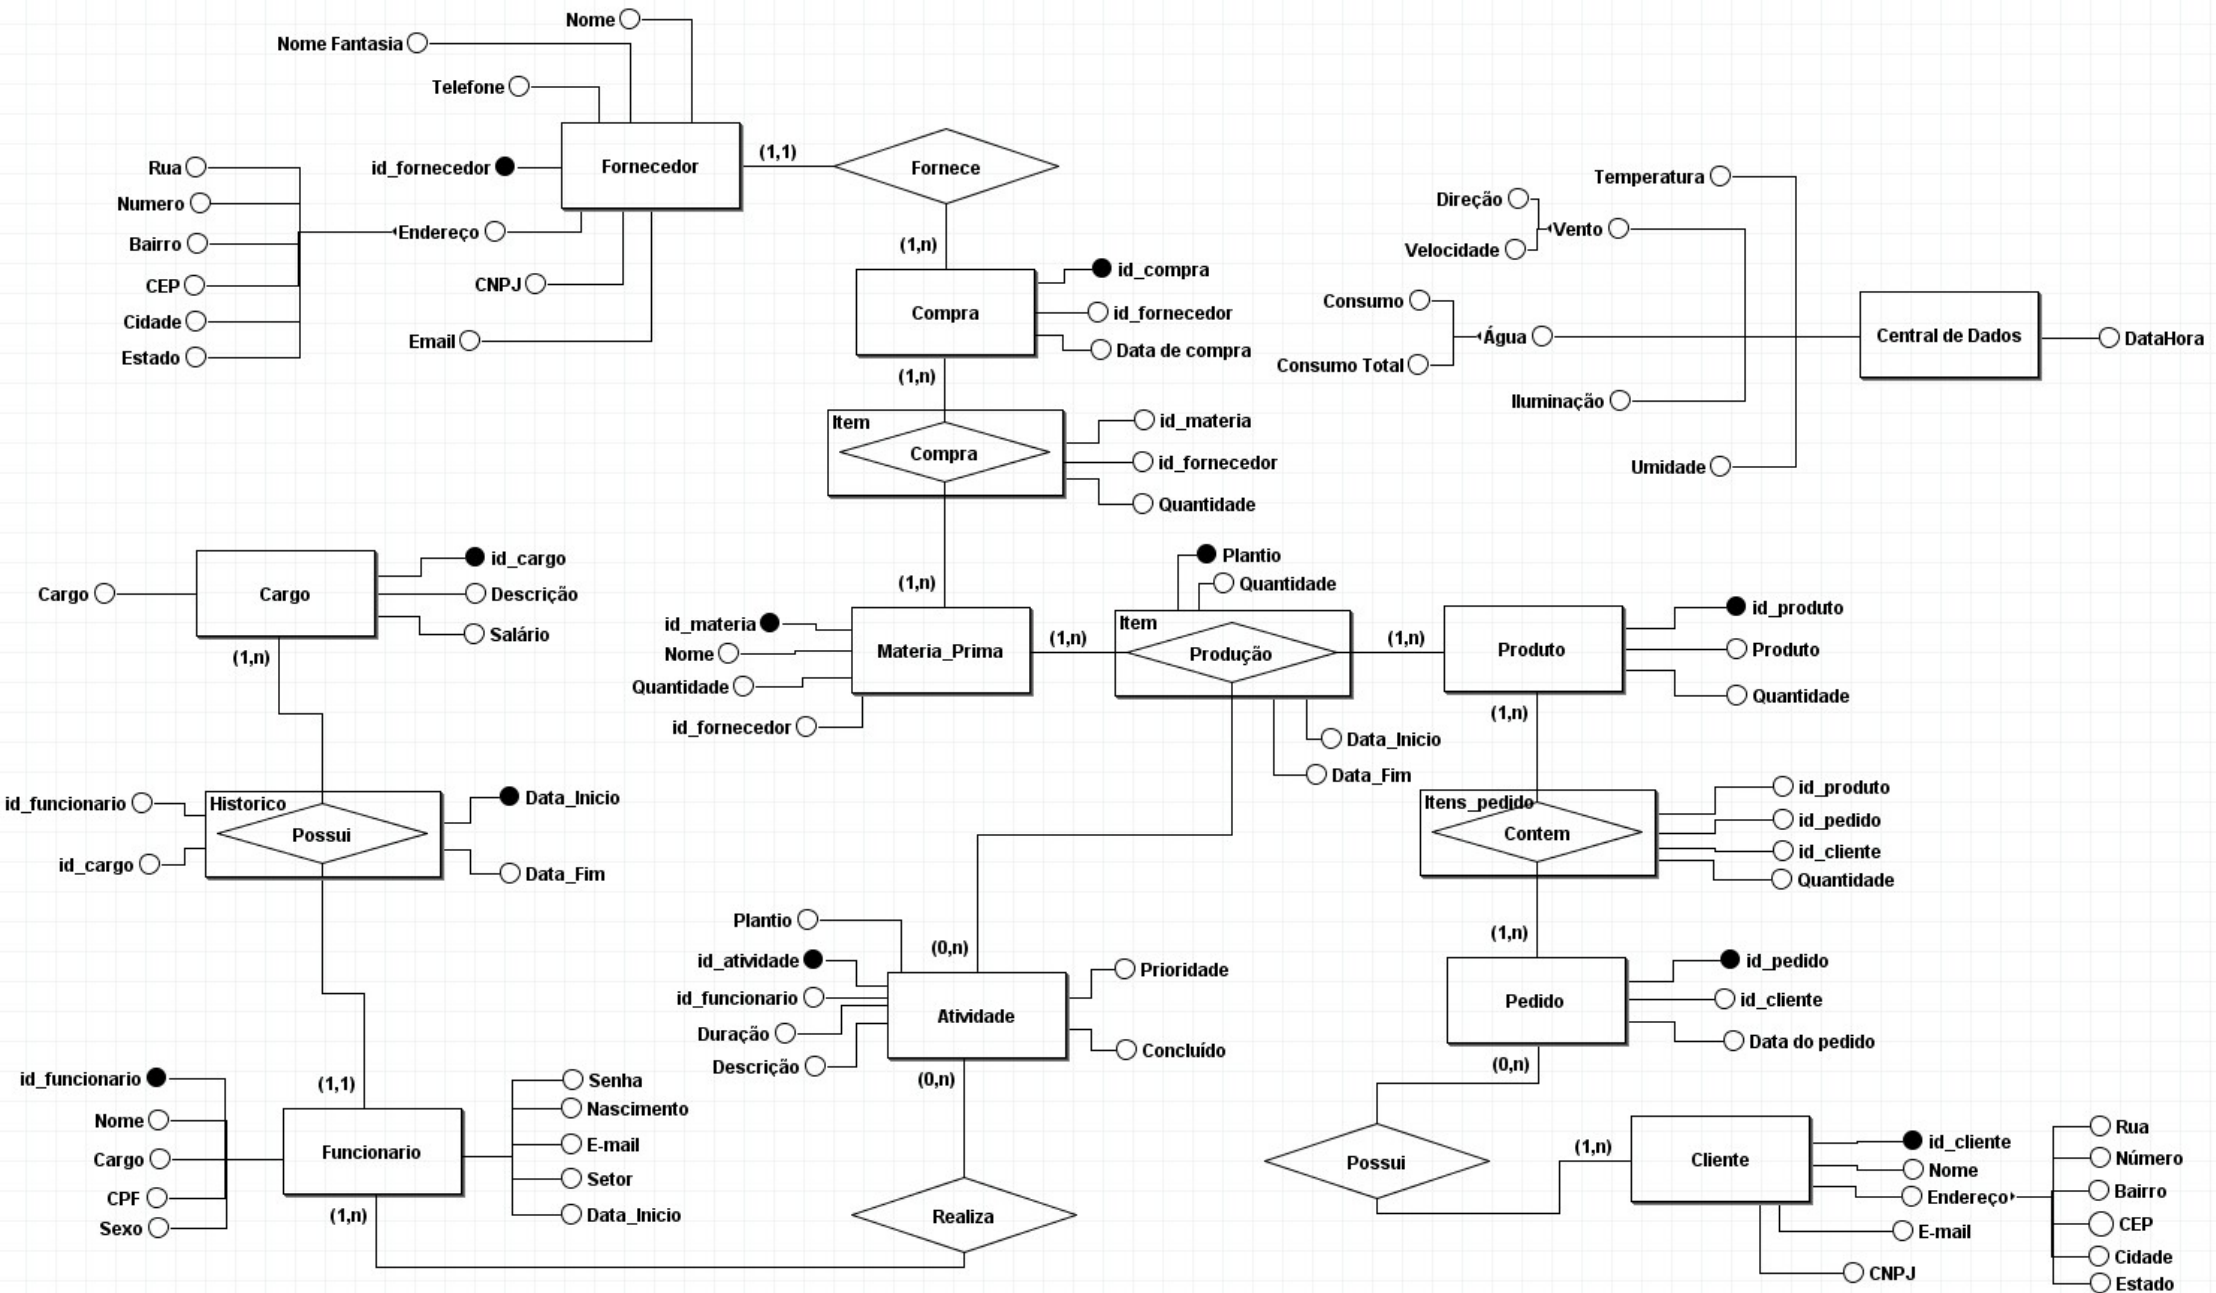 Nome
Nome Fantasia
Telefone
id_fornecedor
Fornecedor
(1,1)
Fornece
Rua
Numero
Bairro
CEP
Cidade
Estado
Endereço
CNPJ
Email
(1,n)
Compra
id_compra
id_fornecedor
Data de compra
(1,n)
Item
Compra
id_materia
id_fornecedor
Quantidade
(1,n)
Temperatura
Direção
Velocidade
Vento
Consumo
Consumo Total
Água
Iluminação
Umidade
Central de Dados
DataHora
Cargo
Cargo
id_cargo
Descrição
Salário
(1,n)
id_materia
Nome
Quantidade
id_fornecedor
Materia_Prima
(1,n)
Plantio
Quantidade
Item
Produção
Data_Inicio
Data_Fim
(1,n)
Produto
id_produto
Produto
Quantidade
(1,n)
id_funcionario
id_cargo
Historico
Possui
Data_Inicio
Data_Fim
Itens_pedido
Contem
id_produto
id_pedido
id_cliente
Quantidade
(1,n)
Plantio
id_atividade
id_funcionario
Duração
Descrição
(0,n)
Atividade
Prioridade
Concluído
(0,n)
Pedido
id_pedido
id_cliente
Data do pedido
(0,n)
id_funcionario
Nome
Cargo
CPF
Sexo
(1,1)
Funcionario
(1,n)
Senha
Nascimento
E-mail
Setor
Data_Inicio
Realiza
Possui
(1,n)
Cliente
id_cliente
Nome
Endereço
E-mail
CNPJ
Rua
Número
Bairro
CEP
Cidade
Estado